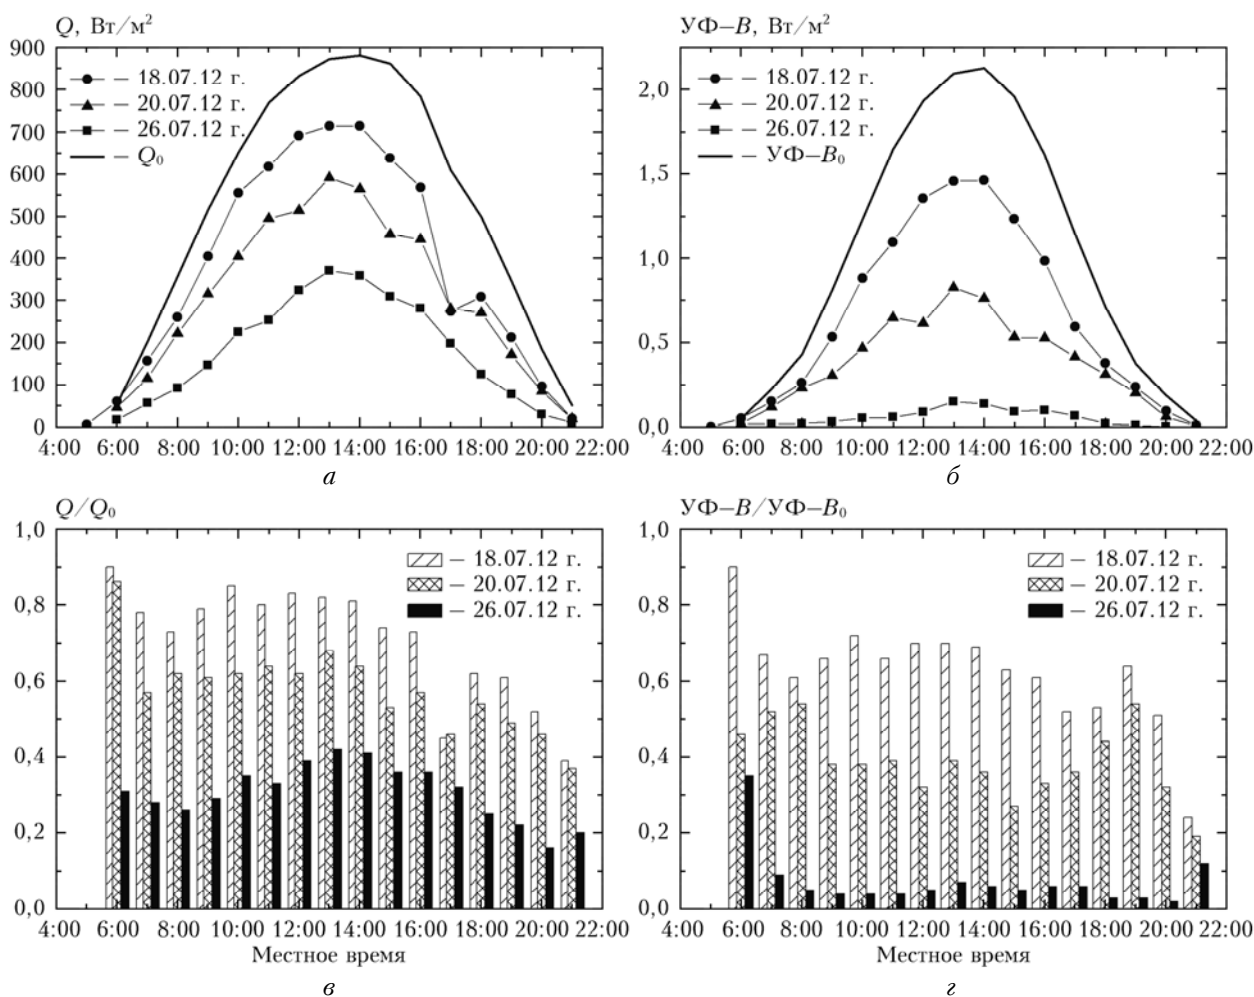 Q, Вт/м²
900
800
700
600
500
400
300
200
100
0
– 18.07.12 г.
– 20.07.12 г.
– 26.07.12 г.
– Q₀
4:00 6:00 8:00 10:00 12:00 14:00 16:00 18:00 20:00 22:00
а
УФ–В, Вт/м²
2,0
1,5
1,0
0,5
0,0
– 18.07.12 г.
– 20.07.12 г.
– 26.07.12 г.
– УФ–В₀
4:00 6:00 8:00 10:00 12:00 14:00 16:00 18:00 20:00 22:00
б
Q/Q₀
1,0
0,8
0,6
0,4
0,2
0,0
– 18.07.12 г.
– 20.07.12 г.
– 26.07.12 г.
4:00 6:00 8:00 10:00 12:00 14:00 16:00 18:00 20:00 22:00
Местное время
в
УФ–В/УФ–В₀
1,0
0,8
0,6
0,4
0,2
0,0
– 18.07.12 г.
– 20.07.12 г.
– 26.07.12 г.
4:00 6:00 8:00 10:00 12:00 14:00 16:00 18:00 20:00 22:00
Местное время
г